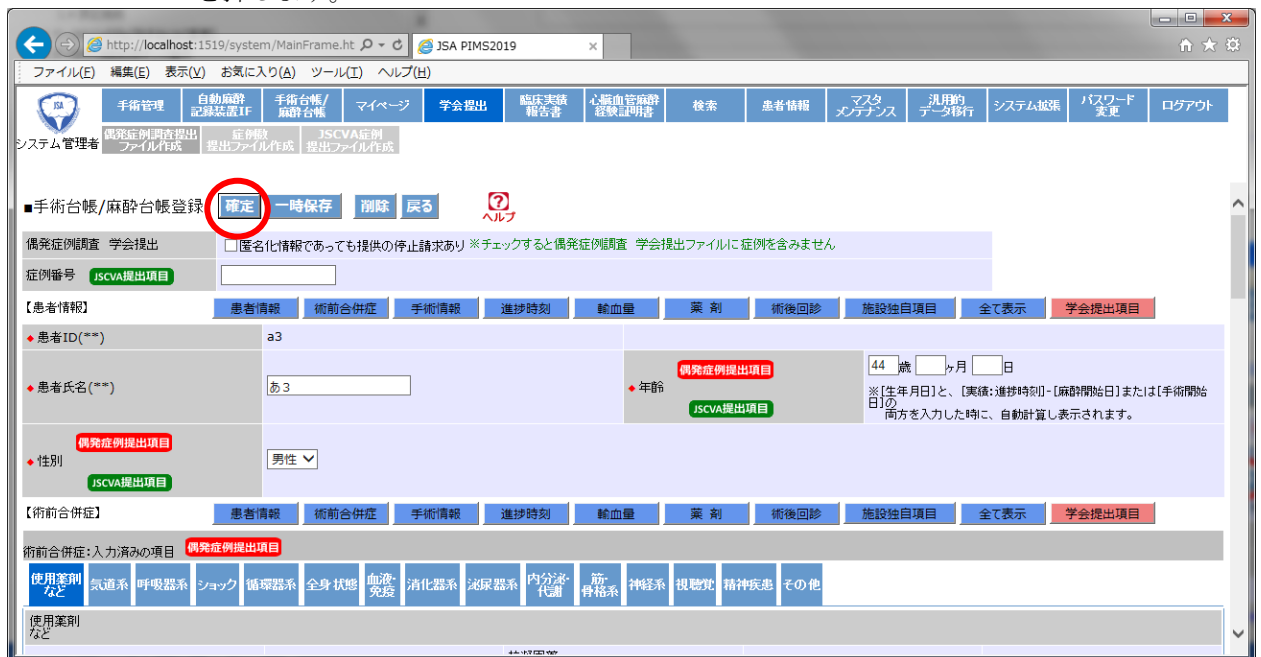 http://localhost:1519/system/MainFrame.ht JSA PIMS2019
ファイル(F) 編集(E) 表示(V) お気に入り(A) ツール(T) ヘルプ(H)
JSA 手術管理 自動麻酔記録装置IF 手術台帳/麻酔台帳 マイページ 学会提出 臨床実績報告書 心臓血管麻酔経験証明書 検索 患者情報 マスタメンテナンス 汎用的データ移行 システム拡張 パスワード変更 ログアウト
システム管理者 偶発症例調査提出ファイル作成 症例数提出ファイル作成 JSCVA症例提出ファイル作成
■手術台帳/麻酔台帳登録 確定 一時保存 削除 戻る ヘルプ
偶発症例調査 学会提出 匿名化情報であっても提供の停止請求あり ※チェックすると偶発症例調査 学会提出ファイルに症例を含みません
症例番号 JSCVA提出項目
【患者情報】 患者情報 術前合併症 手術情報 進捗時刻 輸血量 薬 剤 術後回診 施設独自項目 全て表示 学会提出項目
◆患者ID(**) a3
◆患者氏名(**) あ3 ◆年齢 偶発症例提出項目 JSCVA提出項目 44 歳 ヶ月 日
※[生年月日]と、[実績:進捗時刻]-[麻酔開始日]または[手術開始日]の
両方を入力した時に、自動計算し表示されます。
偶発症例提出項目
◆性別 男性
JSCVA提出項目
【術前合併症】 患者情報 術前合併症 手術情報 進捗時刻 輸血量 薬 剤 術後回診 施設独自項目 全て表示 学会提出項目
術前合併症:入力済みの項目 偶発症例提出項目
使用薬剤など 気道系 呼吸器系 ショック 循環器系 全身状態 血液・免疫 消化器系 泌尿器系 内分泌・代謝 筋・骨格系 神経系 視聴覚 精神疾患 その他
使用薬剤
など